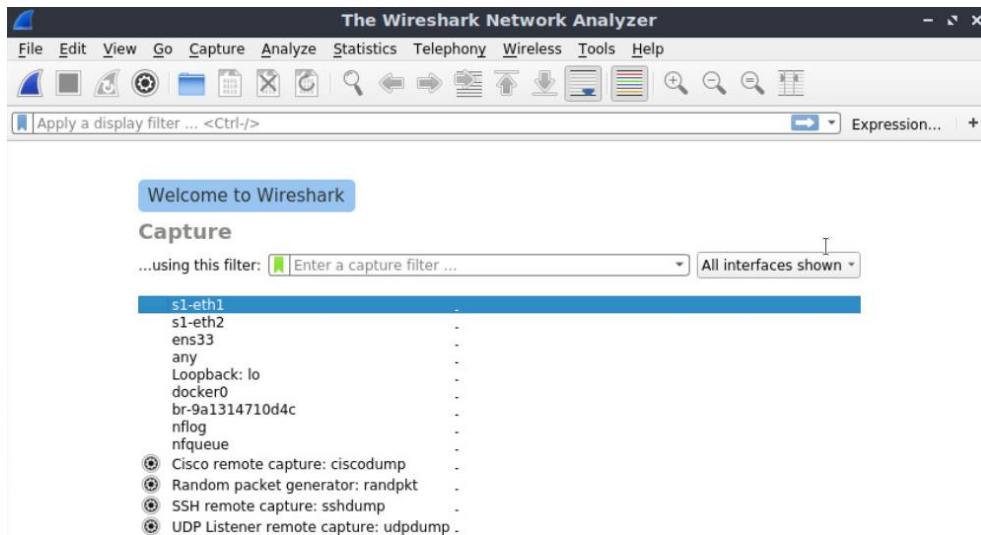 The Wireshark Network Analyzer
File Edit View Go Capture Analyze Statistics Telephony Wireless Tools Help
Apply a display filter ... <Ctrl-/> Expression... +
Welcome to Wireshark
Capture
...using this filter: Enter a capture filter ... All interfaces shown
s1-eth1
s1-eth2
ens33
any
Loopback: lo
docker0
br-9a1314710d4c
nflog
nfqueue
Cisco remote capture: ciscodump
Random packet generator: randpkt
SSH remote capture: sshdump
UDP Listener remote capture: udpdump